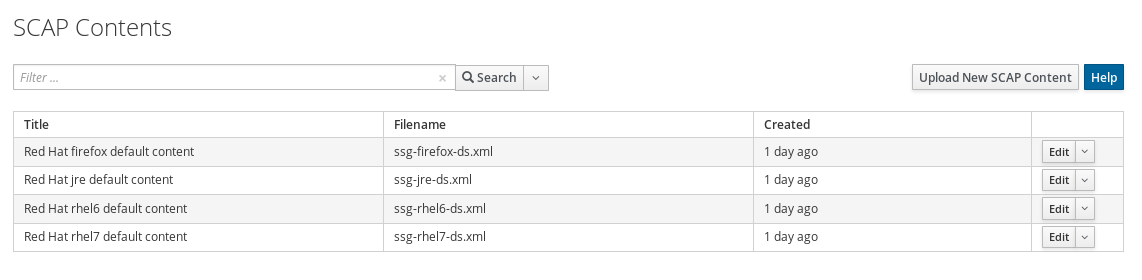 SCAP Contents
Filter ... × Search Upload New SCAP Content Help
Title Filename Created
Red Hat firefox default content ssg-firefox-ds.xml 1 day ago Edit
Red Hat jre default content ssg-jre-ds.xml 1 day ago Edit
Red Hat rhel6 default content ssg-rhel6-ds.xml 1 day ago Edit
Red Hat rhel7 default content ssg-rhel7-ds.xml 1 day ago Edit